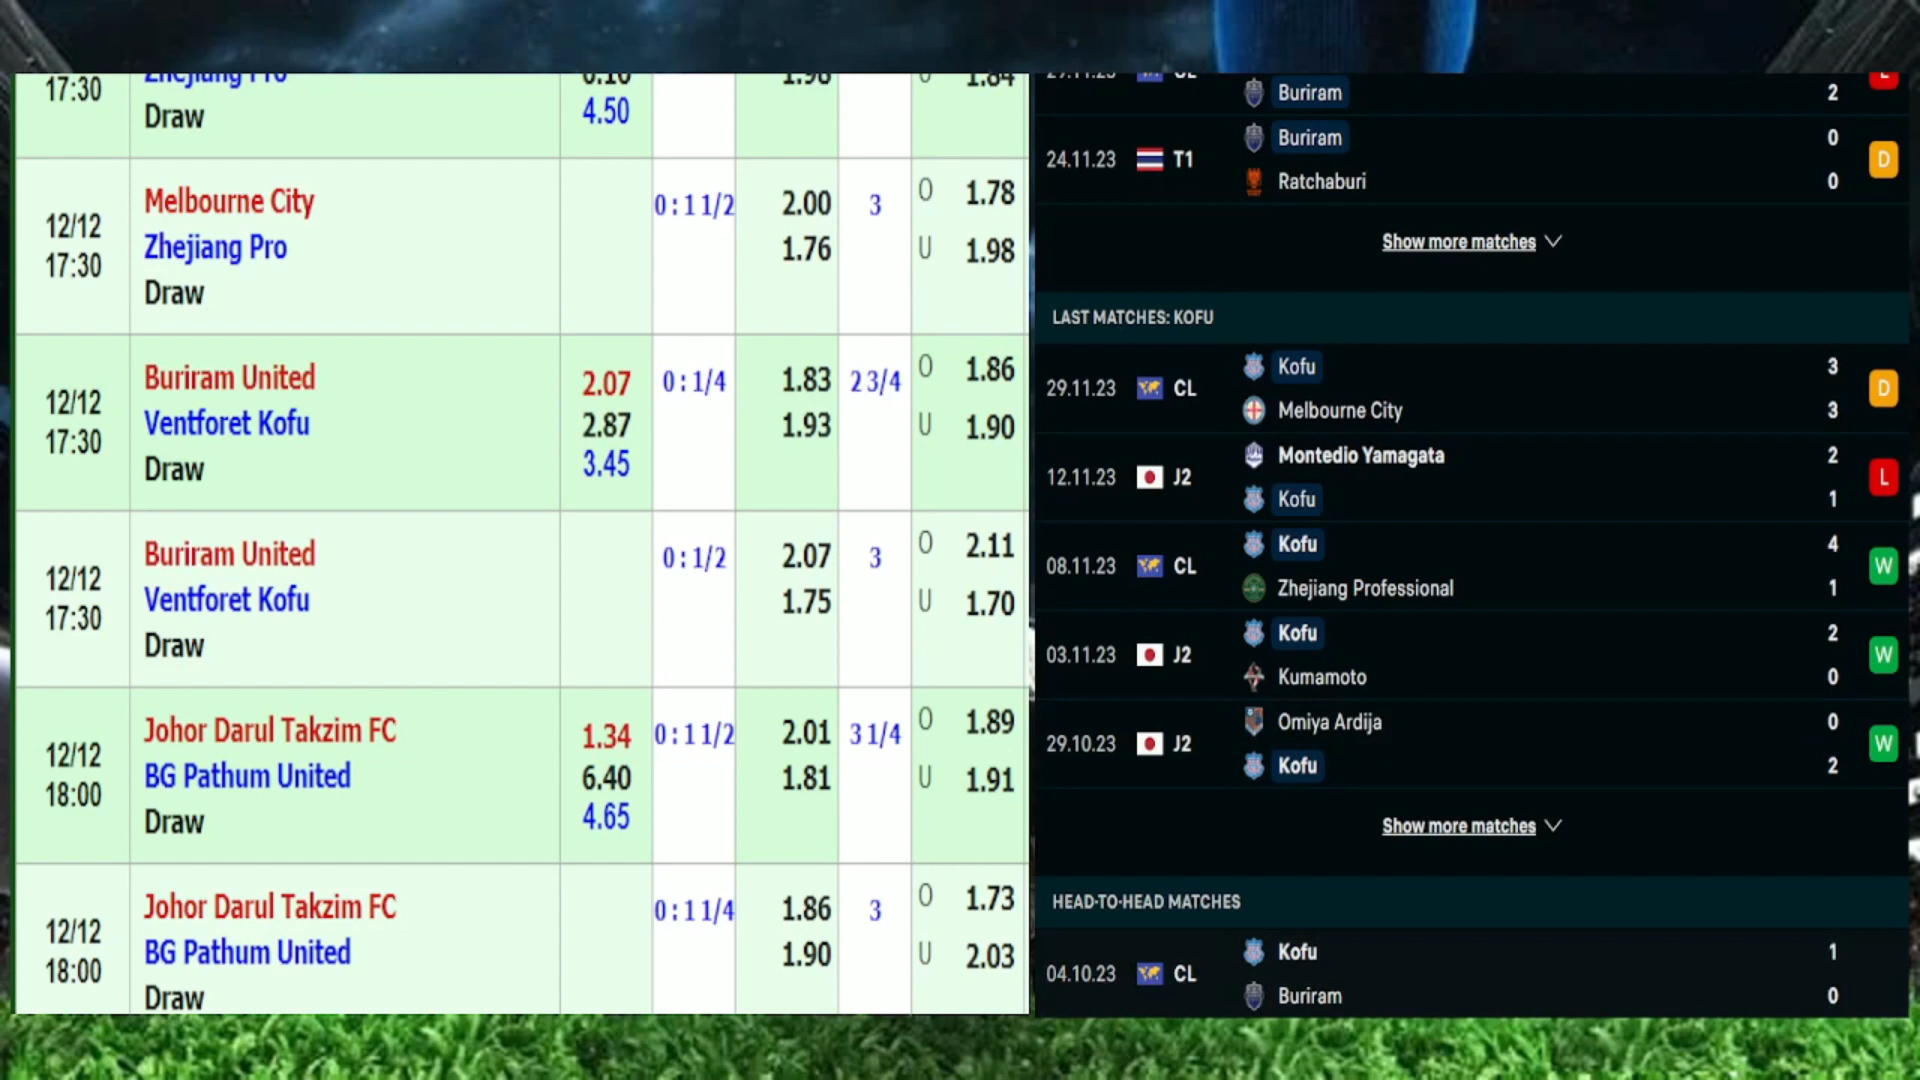 17:30 Zhejiang Pro 1.98 O 1.84
Draw 4.50
12/12 17:30 Melbourne City 0:1 1/2 2.00 3 O 1.78
Zhejiang Pro 1.76 U 1.98
Draw
12/12 17:30 Buriram United 2.07 0:1/4 1.83 2 3/4 O 1.86
Ventforet Kofu 2.87 1.93 U 1.90
Draw 3.45
12/12 17:30 Buriram United 0:1/2 2.07 3 O 2.11
Ventforet Kofu 1.75 U 1.70
Draw
12/12 18:00 Johor Darul Takzim FC 1.34 0:1 1/2 2.01 3 1/4 O 1.89
BG Pathum United 6.40 1.81 U 1.91
Draw 4.65
12/12 18:00 Johor Darul Takzim FC 0:1 1/4 1.86 3 O 1.73
BG Pathum United 1.90 U 2.03
Draw
29.11.23 CL L
Buriram 2
24.11.23 T1 Buriram 0 D
Ratchaburi 0
Show more matches
LAST MATCHES: KOFU
29.11.23 CL Kofu 3 D
Melbourne City 3
12.11.23 J2 Montedio Yamagata 2 L
Kofu 1
08.11.23 CL Kofu 4 W
Zhejiang Professional 1
03.11.23 J2 Kofu 2 W
Kumamoto 0
29.10.23 J2 Omiya Ardija 0 W
Kofu 2
Show more matches
HEAD-TO-HEAD MATCHES
04.10.23 CL Kofu 1
Buriram 0